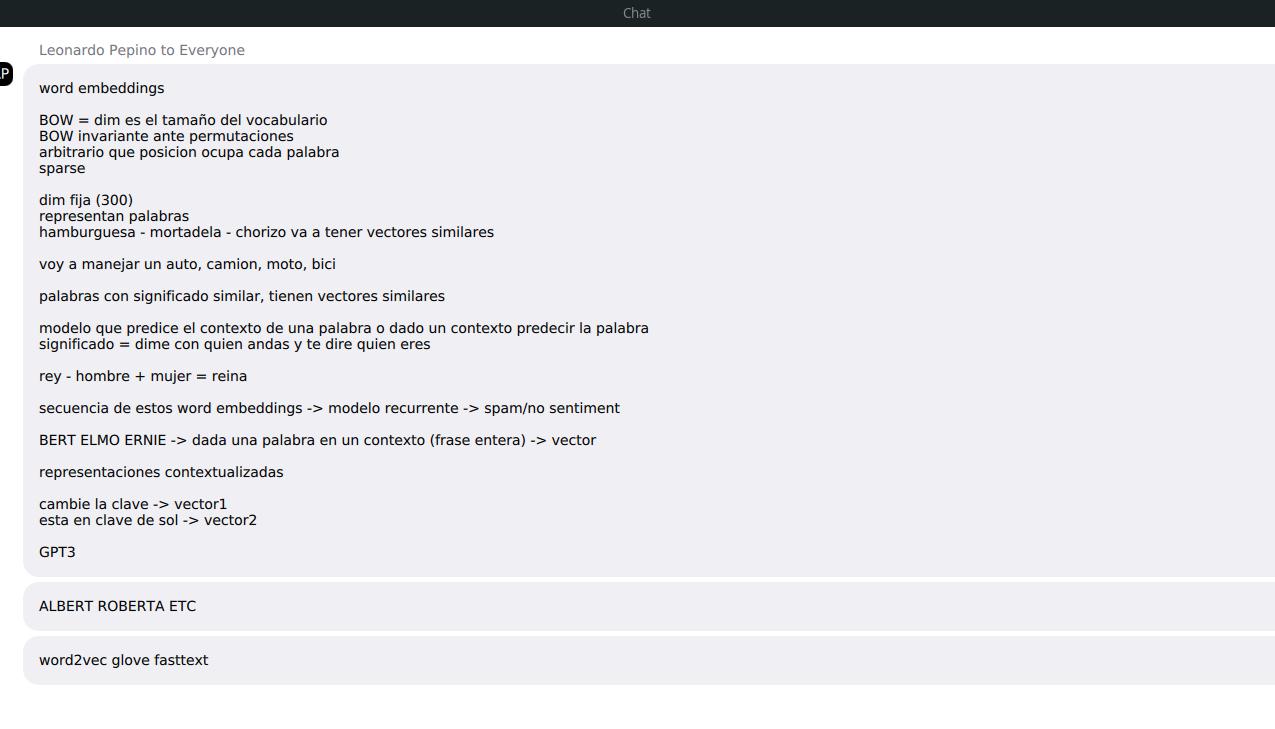 Chat
Leonardo Pepino to Everyone
P
word embeddings
BOW = dim es el tamaño del vocabulario
BOW invariante ante permutaciones
arbitrario que posicion ocupa cada palabra
sparse
dim fija (300)
representan palabras
hamburguesa - mortadela - chorizo va a tener vectores similares
voy a manejar un auto, camion, moto, bici
palabras con significado similar, tienen vectores similares
modelo que predice el contexto de una palabra o dado un contexto predecir la palabra
significado = dime con quien andas y te dire quien eres
rey - hombre + mujer = reina
secuencia de estos word embeddings -> modelo recurrente -> spam/no sentiment
BERT ELMO ERNIE -> dada una palabra en un contexto (frase entera) -> vector
representaciones contextualizadas
cambie la clave -> vector1
esta en clave de sol -> vector2
GPT3
ALBERT ROBERTA ETC
word2vec glove fasttext